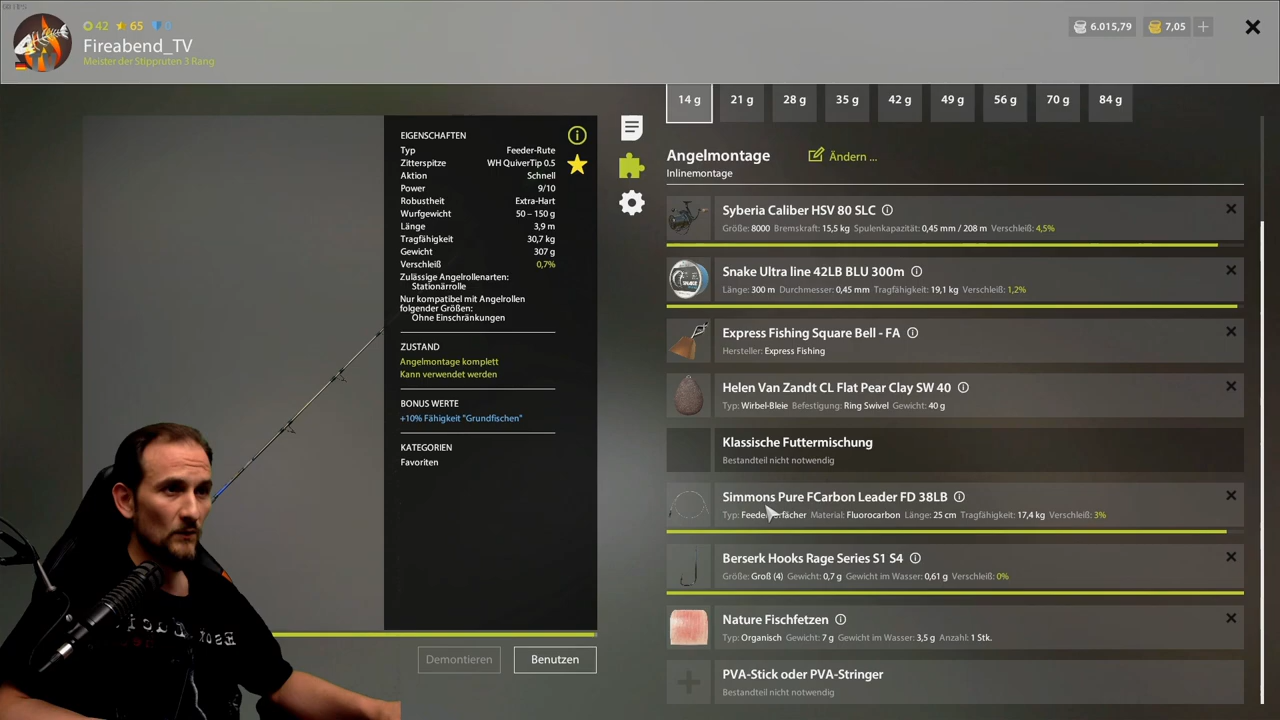 60 FPS
42 65 0
Fireabend_TV
Meister der Stippruten 3 Rang
6.015,79 7,05
14 g 21 g 28 g 35 g 42 g 49 g 56 g 70 g 84 g
EIGENSCHAFTEN
Typ Feeder-Rute
Zitterspitze WH QuiverTip 0.5
Aktion Schnell
Power 9/10
Robustheit Extra-Hart
Wurfgewicht 50 – 150 g
Länge 3,9 m
Tragfähigkeit 30,7 kg
Gewicht 307 g
Verschleiß 0,7%
Zulässige Angelrollenarten:
Stationärrolle
Nur kompatibel mit Angelrollen
folgender Größen:
Ohne Einschränkungen
ZUSTAND
Angelmontage komplett
Kann verwendet werden
BONUS WERTE
+10% Fähigkeit "Grundfischen"
KATEGORIEN
Favoriten
Demontieren Benutzen
Angelmontage Ändern ...
Inlinemontage
Syberia Caliber HSV 80 SLC
Größe: 8000 Bremskraft: 15,5 kg Spulenkapazität: 0,45 mm / 208 m Verschleiß: 4,5%
Snake Ultra line 42LB BLU 300m
Länge: 300 m Durchmesser: 0,45 mm Tragfähigkeit: 19,1 kg Verschleiß: 1,2%
Express Fishing Square Bell - FA
Hersteller: Express Fishing
Helen Van Zandt CL Flat Pear Clay SW 40
Typ: Wirbel-Bleie Befestigung: Ring Swivel Gewicht: 40 g
Klassische Futtermischung
Bestandteil nicht notwendig
Simmons Pure FCarbon Leader FD 38LB
Typ: Material: Fluorocarbon Länge: 25 cm Tragfähigkeit: 17,4 kg Verschleiß: 3%
Berserk Hooks Rage Series S1 S4
Größe: Groß (4) Gewicht: 0,7 g Gewicht im Wasser: 0,61 g Verschleiß: 0%
Nature Fischfetzen
Typ: Organisch Gewicht: 7 g Gewicht im Wasser: 3,5 g Anzahl: 1 Stk.
PVA-Stick oder PVA-Stringer
Bestandteil nicht notwendig